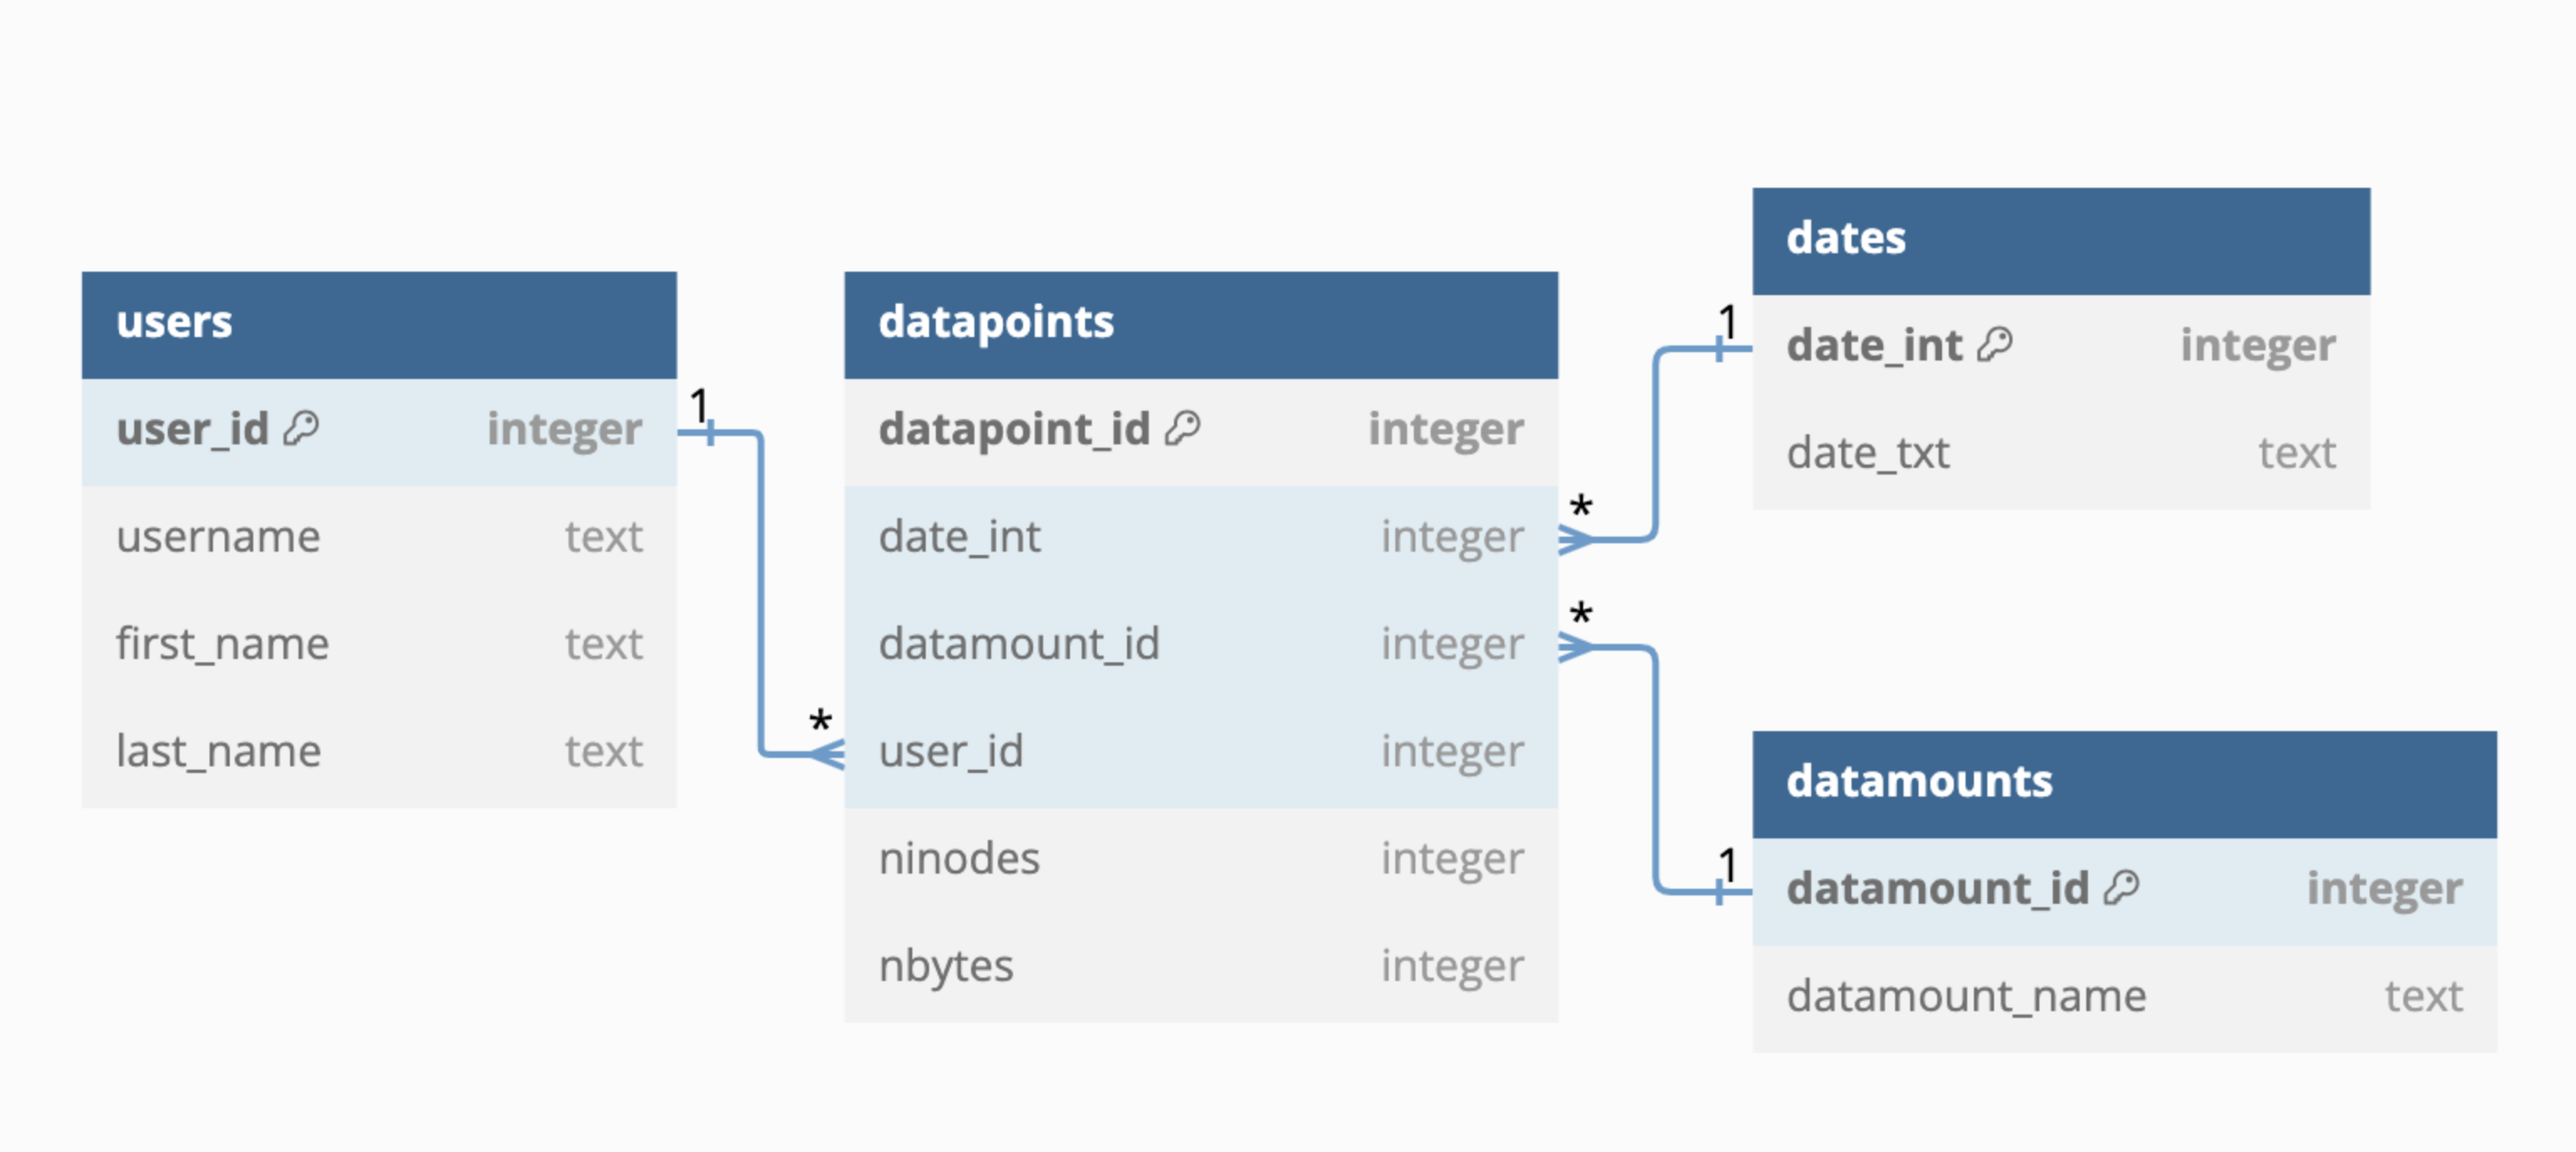 users
user_id integer
username text
first_name text
last_name text
1
*
datapoints
datapoint_id integer
date_int integer
datamount_id integer
user_id integer
ninodes integer
nbytes integer
*
*
1
dates
date_int integer
date_txt text
1
datamounts
datamount_id integer
datamount_name text